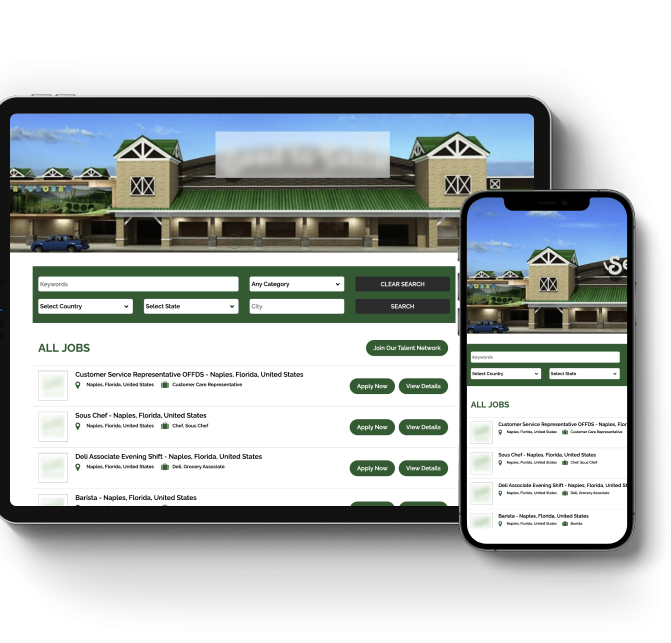 Keywords
Any Category
CLEAR SEARCH
Select Country
Select State
City
SEARCH
ALL JOBS
Join Our Talent Network
Customer Service Representative OFFDS - Naples, Florida, United States
Naples, Florida, United States
Customer Care Representative
Apply Now
View Details
Sous Chef - Naples, Florida, United States
Naples, Florida, United States
Chef, Sous Chef
Apply Now
View Details
Deli Associate Evening Shift - Naples, Florida, United States
Naples, Florida, United States
Deli, Grocery Associate
Apply Now
View Details
Barista - Naples, Florida, United States
Se
Keywords
Select Country
Select State
ALL JOBS
Customer Service Representative OFFDS - Naples, Flor
Naples, Florida, United States
Customer Care Representative
Sous Chef - Naples, Florida, United States
Naples, Florida, United States
Chef, Sous Chef
Deli Associate Evening Shift - Naples, Florida, United St
Naples, Florida, United States
Deli, Grocery Associate
Barista - Naples, Florida, United States
Naples, Florida, United States
Barista